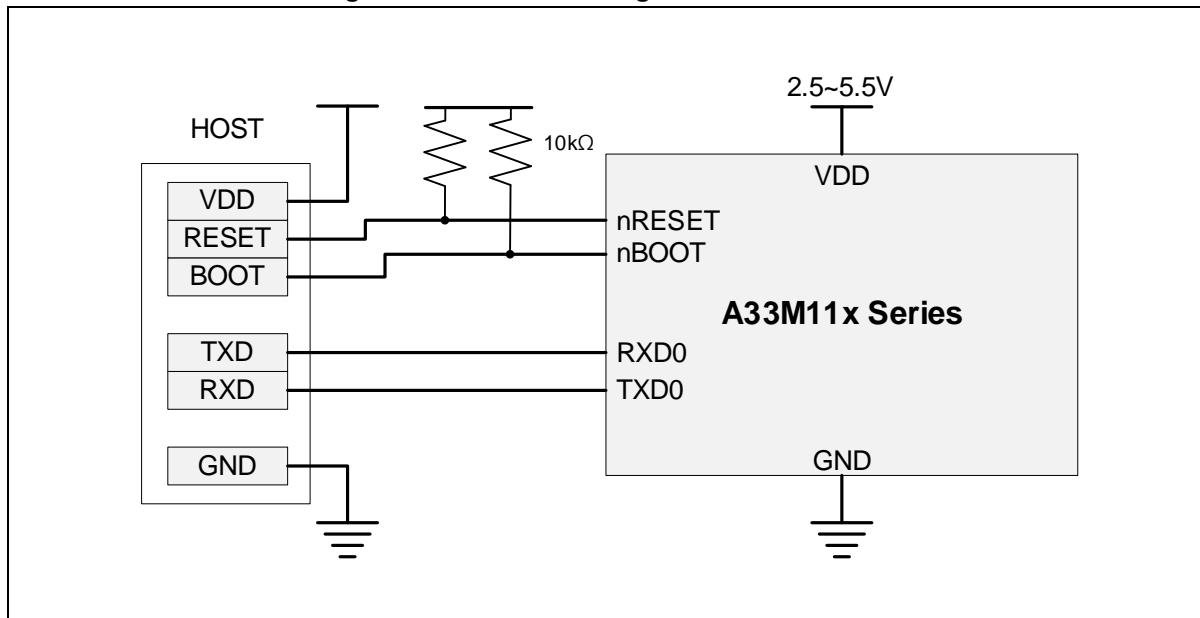 2.5~5.5V
HOST
10kΩ
VDD
VDD
RESET
BOOT
nRESET
nBOOT
A33M11x Series
TXD
RXD
RXD0
TXD0
GND
GND